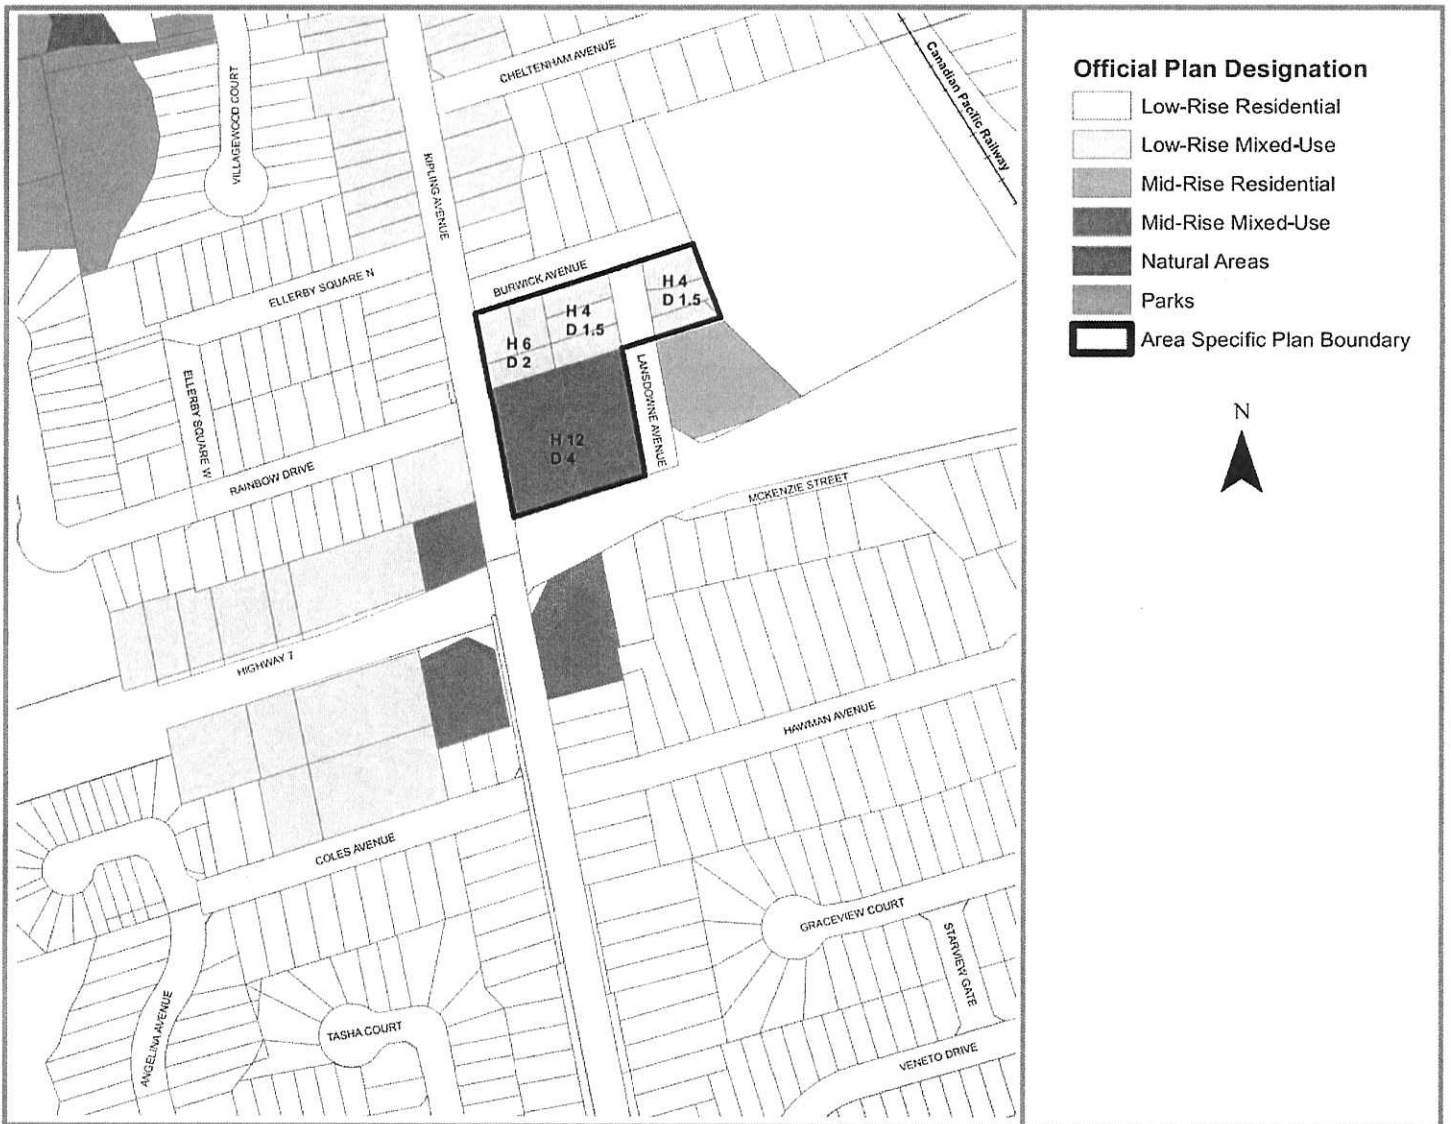 CHELTENHAM AVENUE
Canadian Pacific Railway
VILLAGEWOOD COURT
KIPLING AVENUE
BURWICK AVENUE
ELLERBY SQUARE N
H 4
D 1.5
H 4
D 1.5
H 6
D 2
LANSDOWNE AVENUE
ELLERBY SQUARE W
H 12
D 4
RAINBOW DRIVE
MCKENZIE STREET
HIGHWAY 7
HAWMAN AVENUE
COLES AVENUE
GRACEVIEW COURT
STARVIEW GATE
ANGELINA AVENUE
TASHA COURT
VENETO DRIVE
Official Plan Designation
Low-Rise Residential
Low-Rise Mixed-Use
Mid-Rise Residential
Mid-Rise Mixed-Use
Natural Areas
Parks
Area Specific Plan Boundary
N